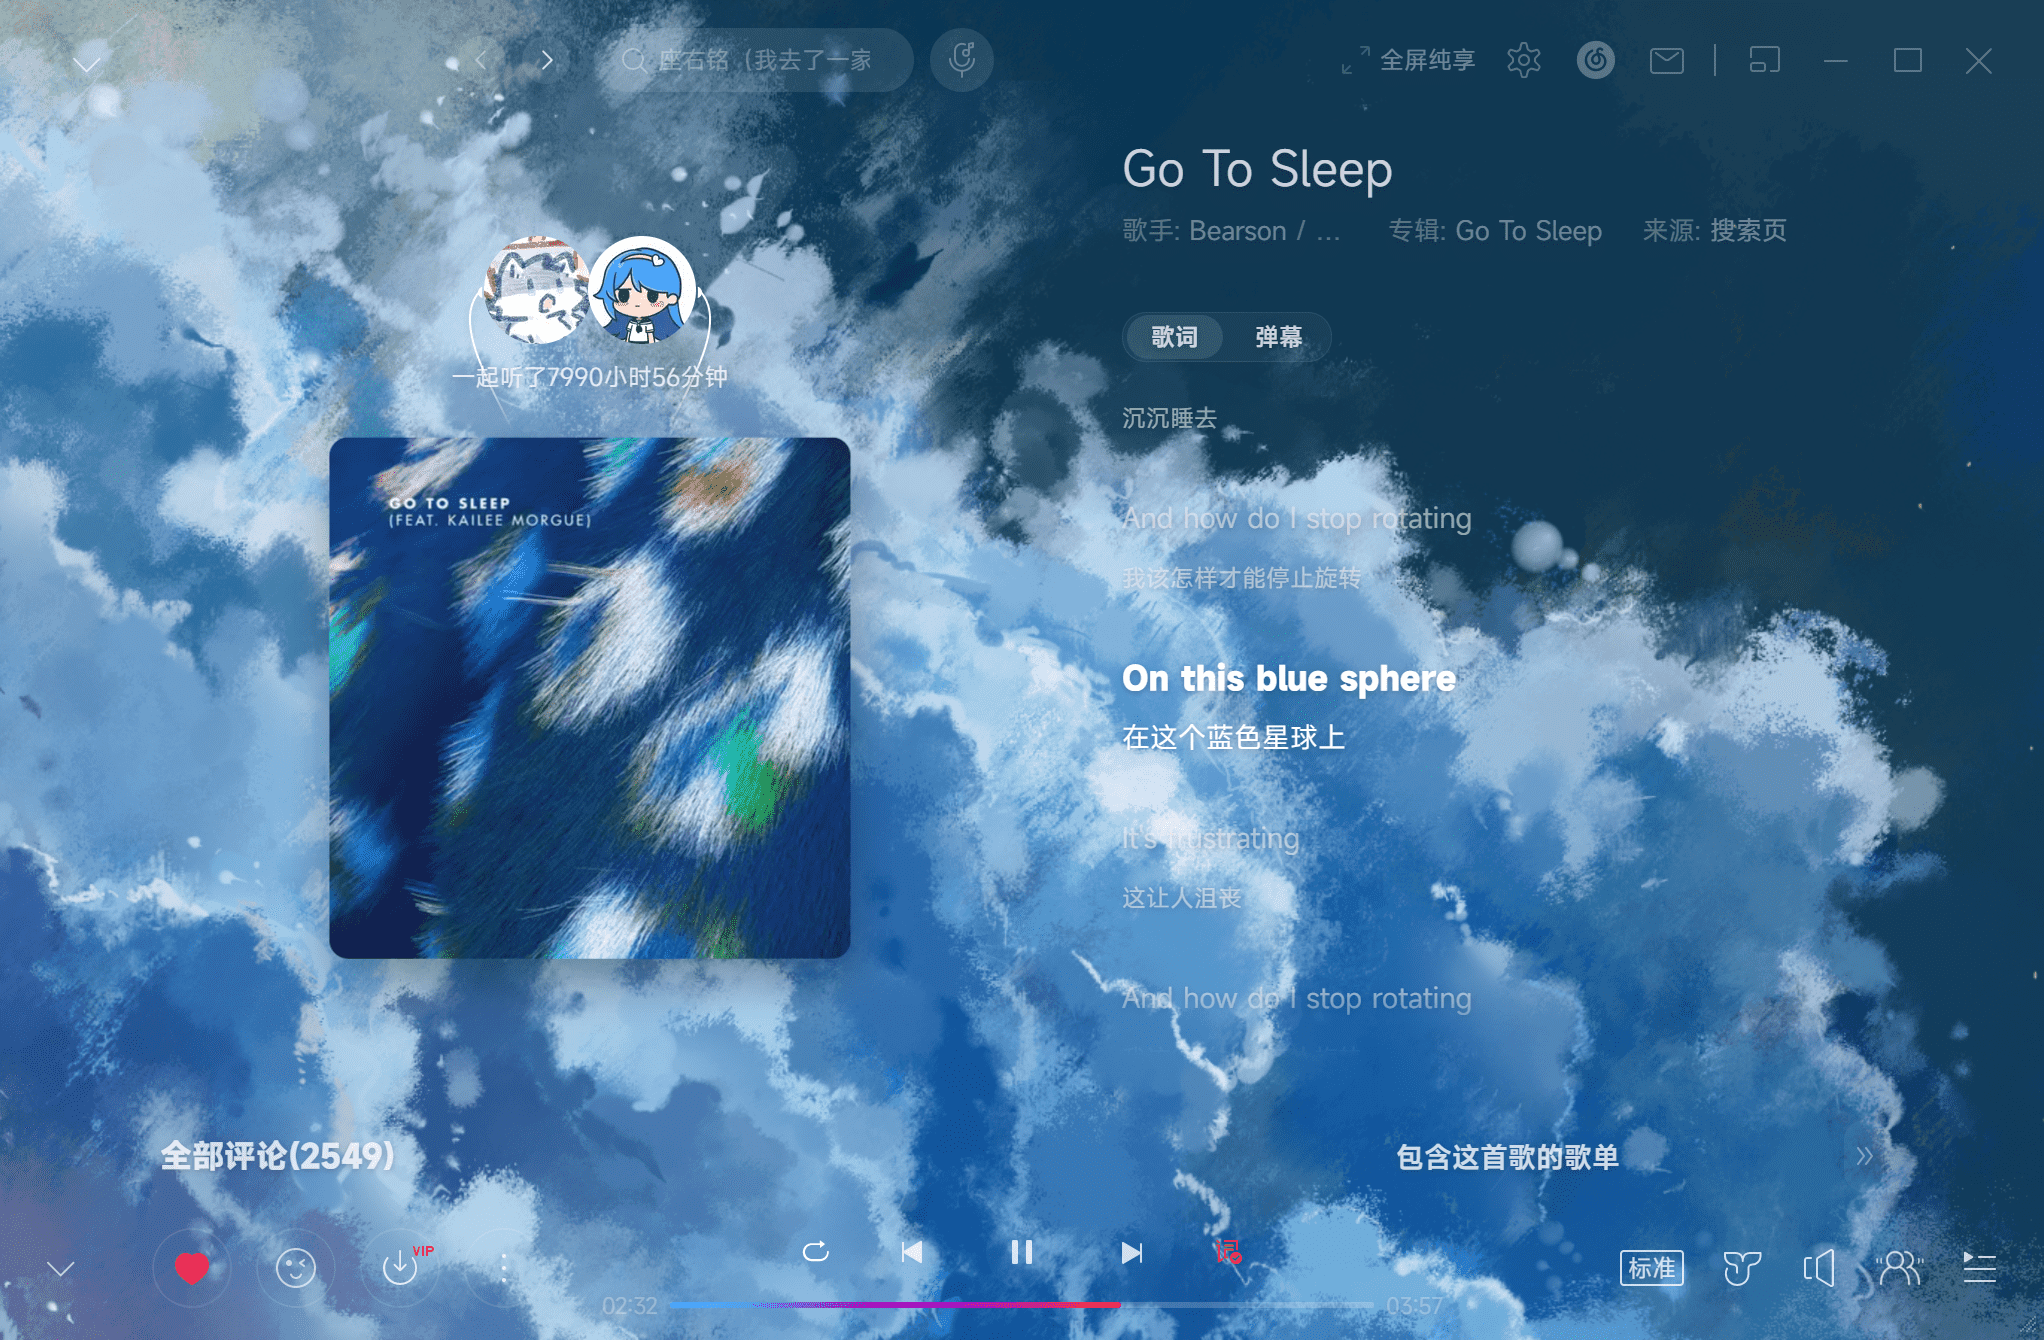 座右铭（我去了一家
全屏纯享
Go To Sleep
歌手: Bearson / ... 专辑: Go To Sleep 来源: 搜索页
一起听了7990小时56分钟
歌词 弹幕
沉沉睡去
GO TO SLEEP
(FEAT. KAILEE MORGUE)
And how do I stop rotating
我该怎样才能停止旋转
On this blue sphere
在这个蓝色星球上
It's frustrating
这让人沮丧
And how do I stop rotating
全部评论(2549)
包含这首歌的歌单
VIP
词
标准
02:32
03:57